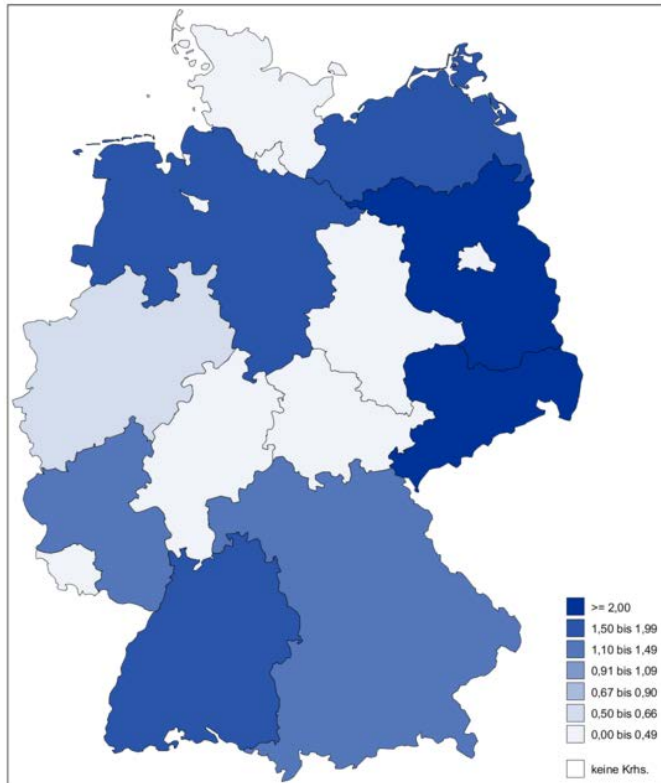 >= 2,00
1,50 bis 1,99
1,10 bis 1,49
0,91 bis 1,09
0,67 bis 0,90
0,50 bis 0,66
0,00 bis 0,49
keine Krhs.